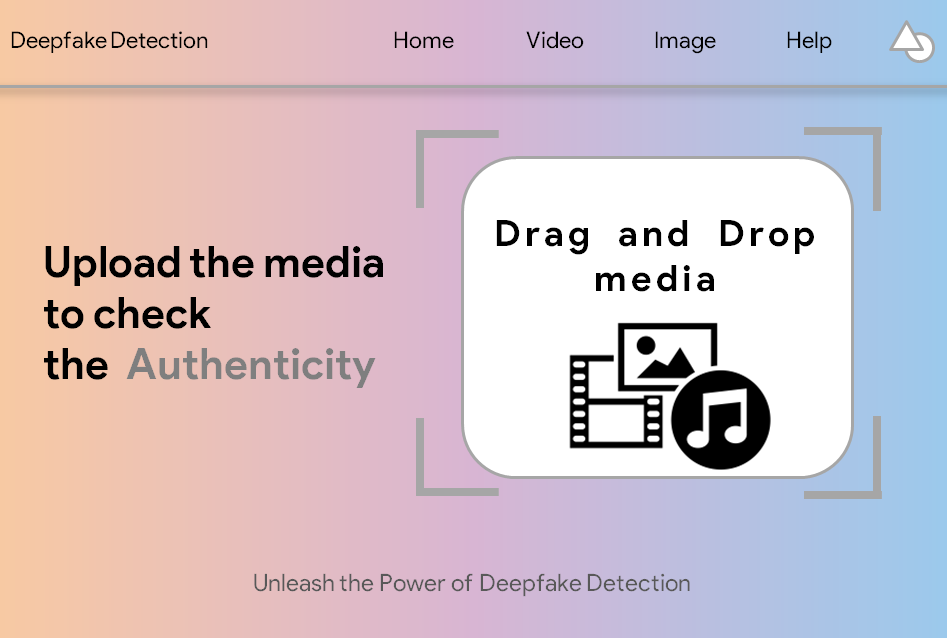 Deepfake Detection
Home
Video
Image
Help
Upload the media
to check
the Authenticity
Drag and Drop
media
Unleash the Power of Deepfake Detection